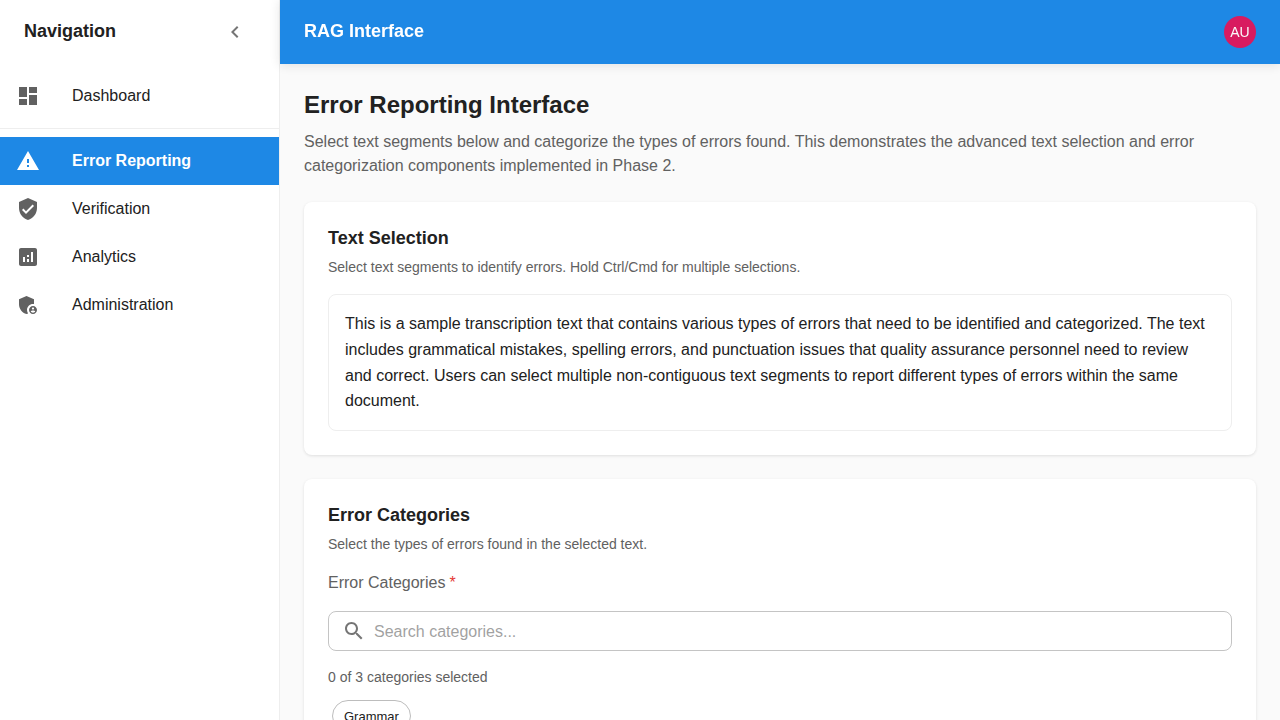 Navigation
Dashboard
Error Reporting
Verification
Analytics
Administration
RAG Interface
AU
Error Reporting Interface
Select text segments below and categorize the types of errors found. This demonstrates the advanced text selection and error
categorization components implemented in Phase 2.
Text Selection
Select text segments to identify errors. Hold Ctrl/Cmd for multiple selections.
This is a sample transcription text that contains various types of errors that need to be identified and categorized. The text
includes grammatical mistakes, spelling errors, and punctuation issues that quality assurance personnel need to review
and correct. Users can select multiple non-contiguous text segments to report different types of errors within the same
document.
Error Categories
Select the types of errors found in the selected text.
Error Categories *
Search categories...
0 of 3 categories selected
Grammar